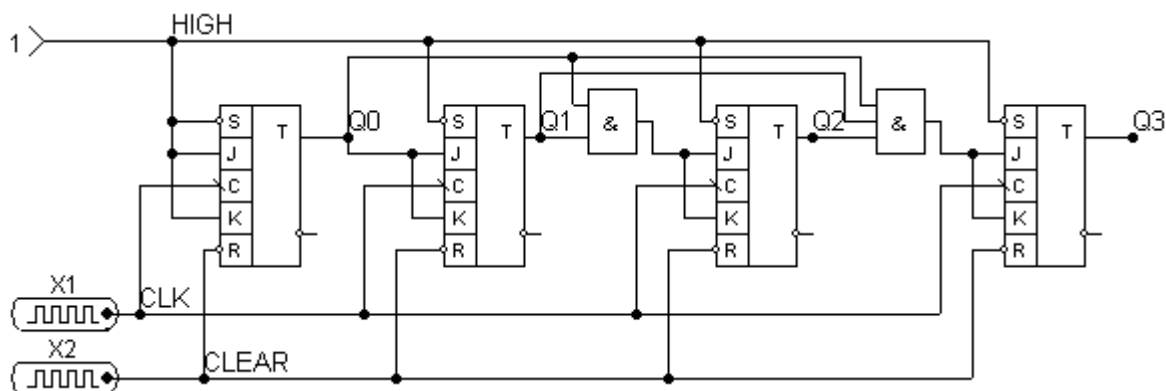 HIGH
1
S T Q0 S T Q1 & S T Q2 & S T Q3
J J J J
C C C C
K K K K
R R R R
X1
CLK
X2
CLEAR